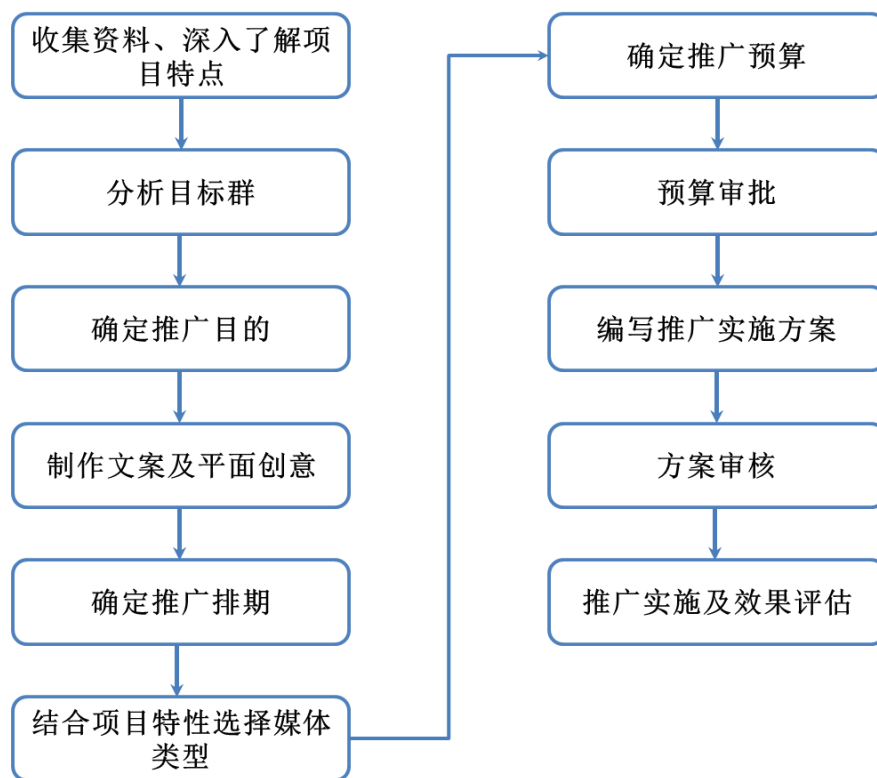 收集资料、深入了解项
目特点
分析目标群
确定推广目的
制作文案及平面创意
确定推广排期
结合项目特性选择媒体
类型
确定推广预算
预算审批
编写推广实施方案
方案审核
推广实施及效果评估